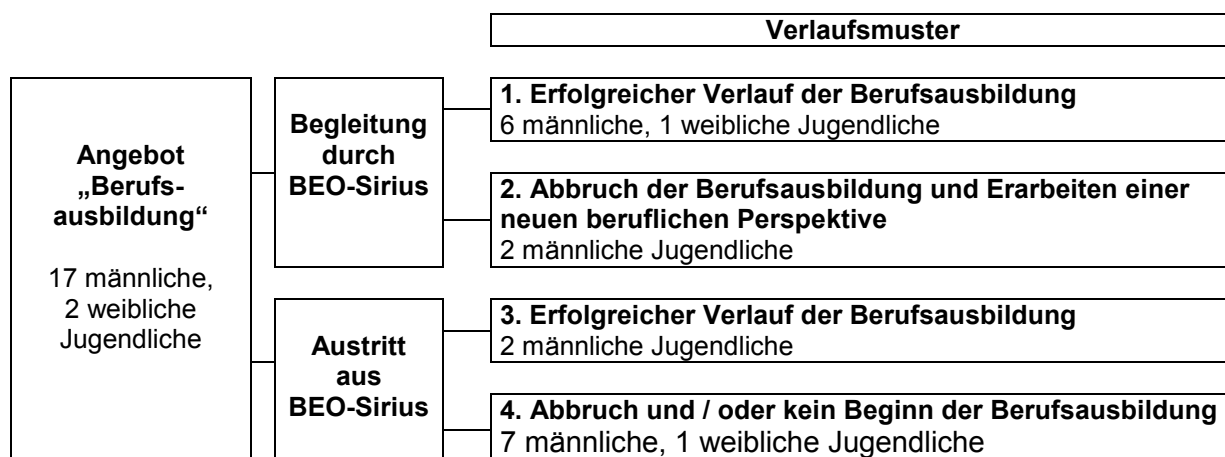 Verlaufsmuster
Angebot
„Berufs-
ausbildung“
17 männliche,
2 weibliche
Jugendliche
Begleitung
durch
BEO-Sirius
1. Erfolgreicher Verlauf der Berufsausbildung
6 männliche, 1 weibliche Jugendliche
2. Abbruch der Berufsausbildung und Erarbeiten einer
neuen beruflichen Perspektive
2 männliche Jugendliche
Austritt
aus
BEO-Sirius
3. Erfolgreicher Verlauf der Berufsausbildung
2 männliche Jugendliche
4. Abbruch und / oder kein Beginn der Berufsausbildung
7 männliche, 1 weibliche Jugendliche